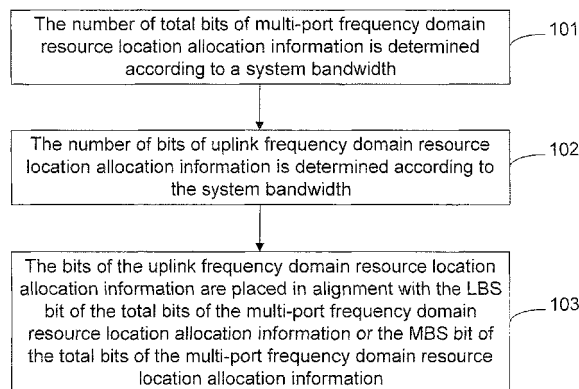 The number of total bits of multi-port frequency domain
resource location allocation information is determined
according to a system bandwidth
101
The number of bits of uplink frequency domain resource
location allocation information is determined according to
the system bandwidth
102
The bits of the uplink frequency domain resource location
allocation information are placed in alignment with the LBS
bit of the total bits of the multi-port frequency domain
resource location allocation information or the MBS bit of
the total bits of the multi-port frequency domain resource
location allocation information
103